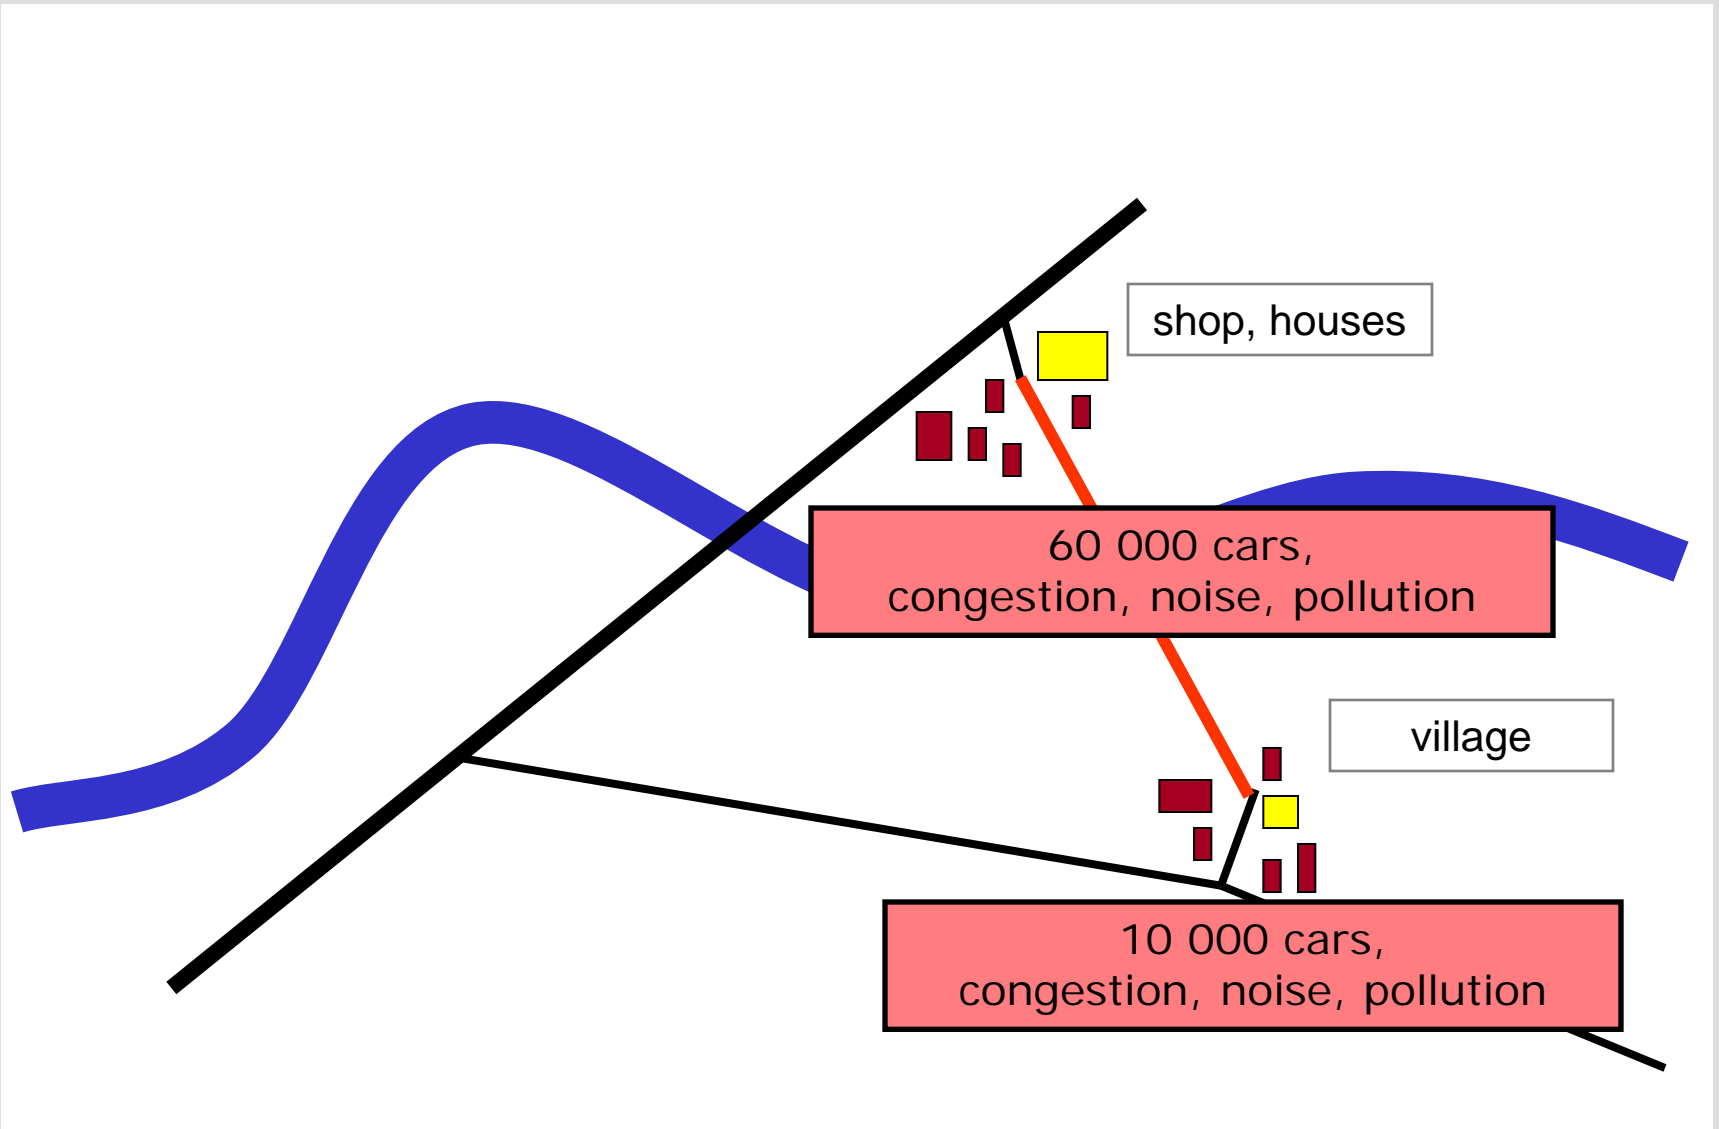 shop, houses
60 000 cars,
congestion, noise, pollution
village
10 000 cars,
congestion, noise, pollution